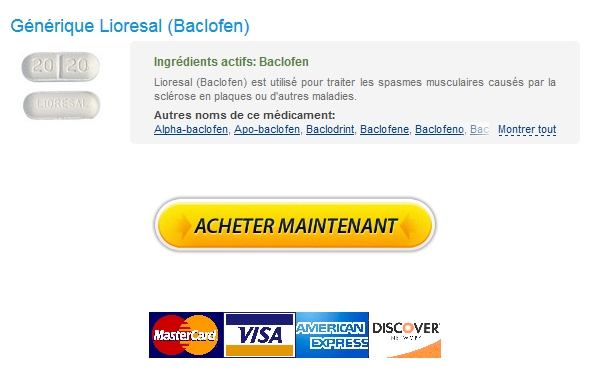 Générique Lioresal (Baclofen)
20 20
LIORESAL
Ingrédients actifs: Baclofen
Lioresal (Baclofen) est utilisé pour traiter les spasmes musculaires causés par la
sclérose en plaques ou d'autres maladies.
Autres noms de ce médicament:
Alpha-baclofen, Apo-baclofen, Baclodrint, Baclofene, Baclofeno, Bac Montrer tout
ACHETER MAINTENANT
MasterCard VISA AMERICAN EXPRESS DISCOVER NETWORK